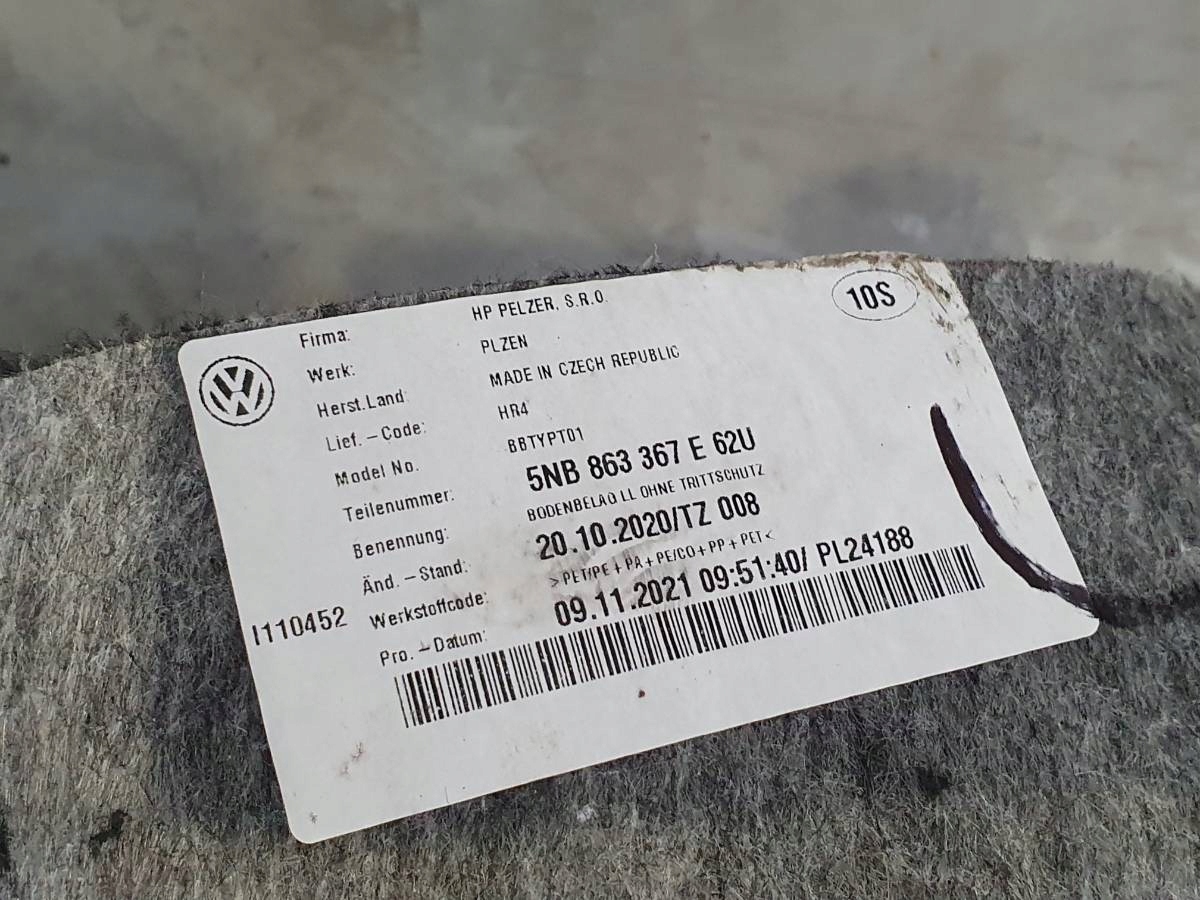 10S
Firma: HP PELZER, S.R.O.
Werk: PLZEN
Herst.Land MADE IN CZECH REPUBLIC
Lief.-Code: HR4
Model No. BBTYPT01
Teilenummer: 5NB 863 367 E 62U
Benennung: BODENBELAG LL OHNE TRITTSCHUTZ
Änd.-Stand: 20.10.2020/TZ 008
Werkstoffcode: >PET/PE+PA+PE/CO+PP+PET<
Pro.-Datum: 09.11.2021 09:51:40/ PL24188
I110452